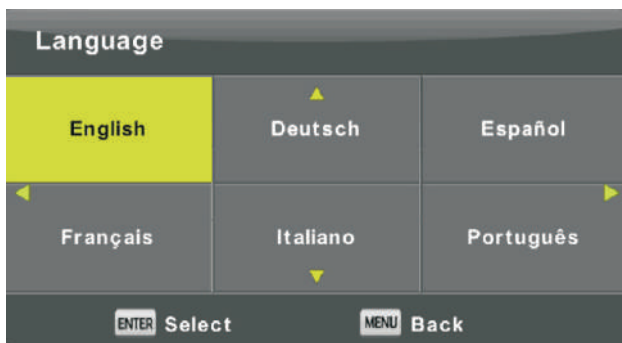 Language
English Deutsch Español
Français Italiano Português
ENTER Select MENU Back